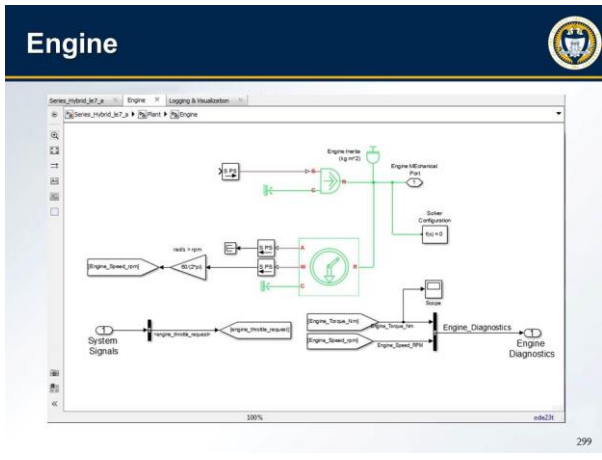 Engine
Series_Hybrid_le7_a
Engine
Logging & Visualization
Series_Hybrid_le7_a
Plant
Engine
Engine Inertia
(kg m^2)
S PS
S
R
C
Engine MEchanical
Port
1
Solver
Configuration
f(x) = 0
rad/s > rpm
S PS
S PS
A
W
C
R
[Engine_Speed_rpm]
60/(2*pi)
Scope
[Engine_Torque_Nm]
Engine_Torque_Nm
[Engine_Speed_rpm]
Engine_Speed_RPM
Engine_Diagnostics
1
Engine
Diagnostics
1
System
Signals
<engine_throttle_request>
[engine_throttle_request]
100%
ode23t
299